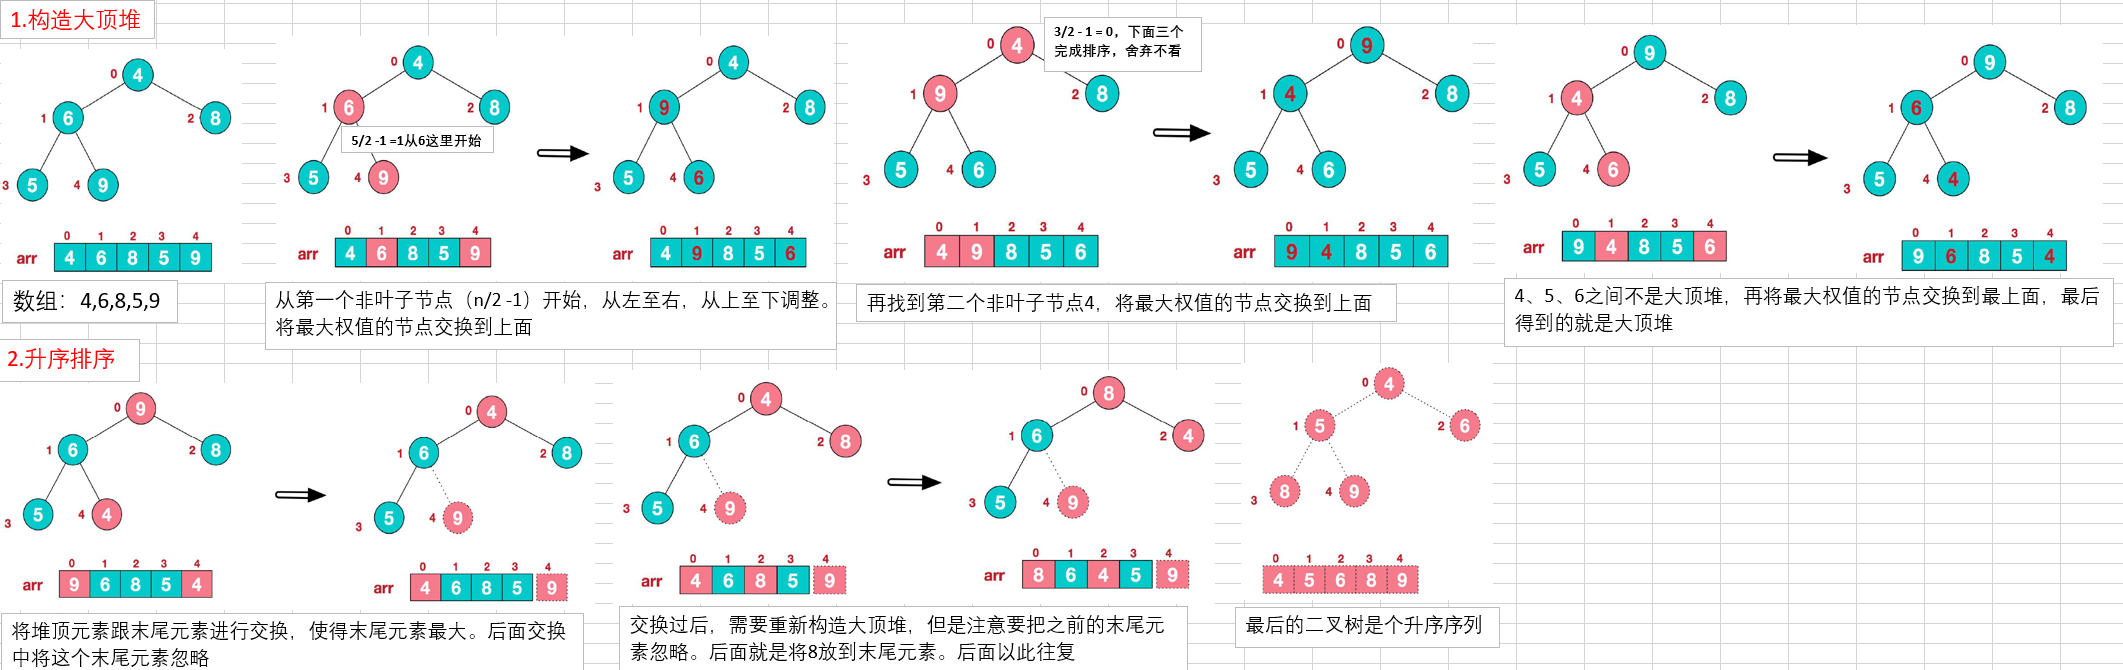 1.构造大顶堆
0 4
1 6 2 8
3 5 4 9
0 1 2 3 4
arr 4 6 8 5 9
数组：4,6,8,5,9
0 4
1 6 2 8
5/2 -1 =1从6这里开始
3 5 4 9
0 1 2 3 4
arr 4 6 8 5 9
0 4
1 9 2 8
3 5 4 6
0 1 2 3 4
arr 4 9 8 5 6
从第一个非叶子节点（n/2 -1）开始，从左至右，从上至下调整。
将最大权值的节点交换到上面
0 4
3/2 - 1 = 0，下面三个
完成排序，舍弃不看
1 9 2 8
3 5 4 6
0 1 2 3 4
arr 4 9 8 5 6
0 9
1 4 2 8
3 5 4 6
0 1 2 3 4
arr 9 4 8 5 6
再找到第二个非叶子节点4，将最大权值的节点交换到上面
0 9
1 4 2 8
3 5 4 6
0 1 2 3 4
arr 9 4 8 5 6
0 9
1 6 2 8
3 5 4 4
0 1 2 3 4
arr 9 6 8 5 4
4、5、6之间不是大顶堆，再将最大权值的节点交换到最上面，最后
得到的就是大顶堆
2.升序排序
0 9
1 6 2 8
3 5 4 4
0 1 2 3 4
arr 9 6 8 5 4
0 4
1 6 2 8
3 5 4 9
0 1 2 3 4
arr 4 6 8 5 9
将堆顶元素跟末尾元素进行交换，使得末尾元素最大。后面交换
中将这个末尾元素忽略
0 4
1 6 2 8
3 5 4 9
0 1 2 3 4
arr 4 6 8 5 9
0 8
1 6 2 4
3 5 4 9
0 1 2 3 4
arr 8 6 4 5 9
交换过后，需要重新构造大顶堆，但是注意要把之前的末尾元
素忽略。后面就是将8放到末尾元素。后面以此往复
0 4
1 5 2 6
3 8 4 9
0 1 2 3 4
4 5 6 8 9
最后的二叉树是个升序序列